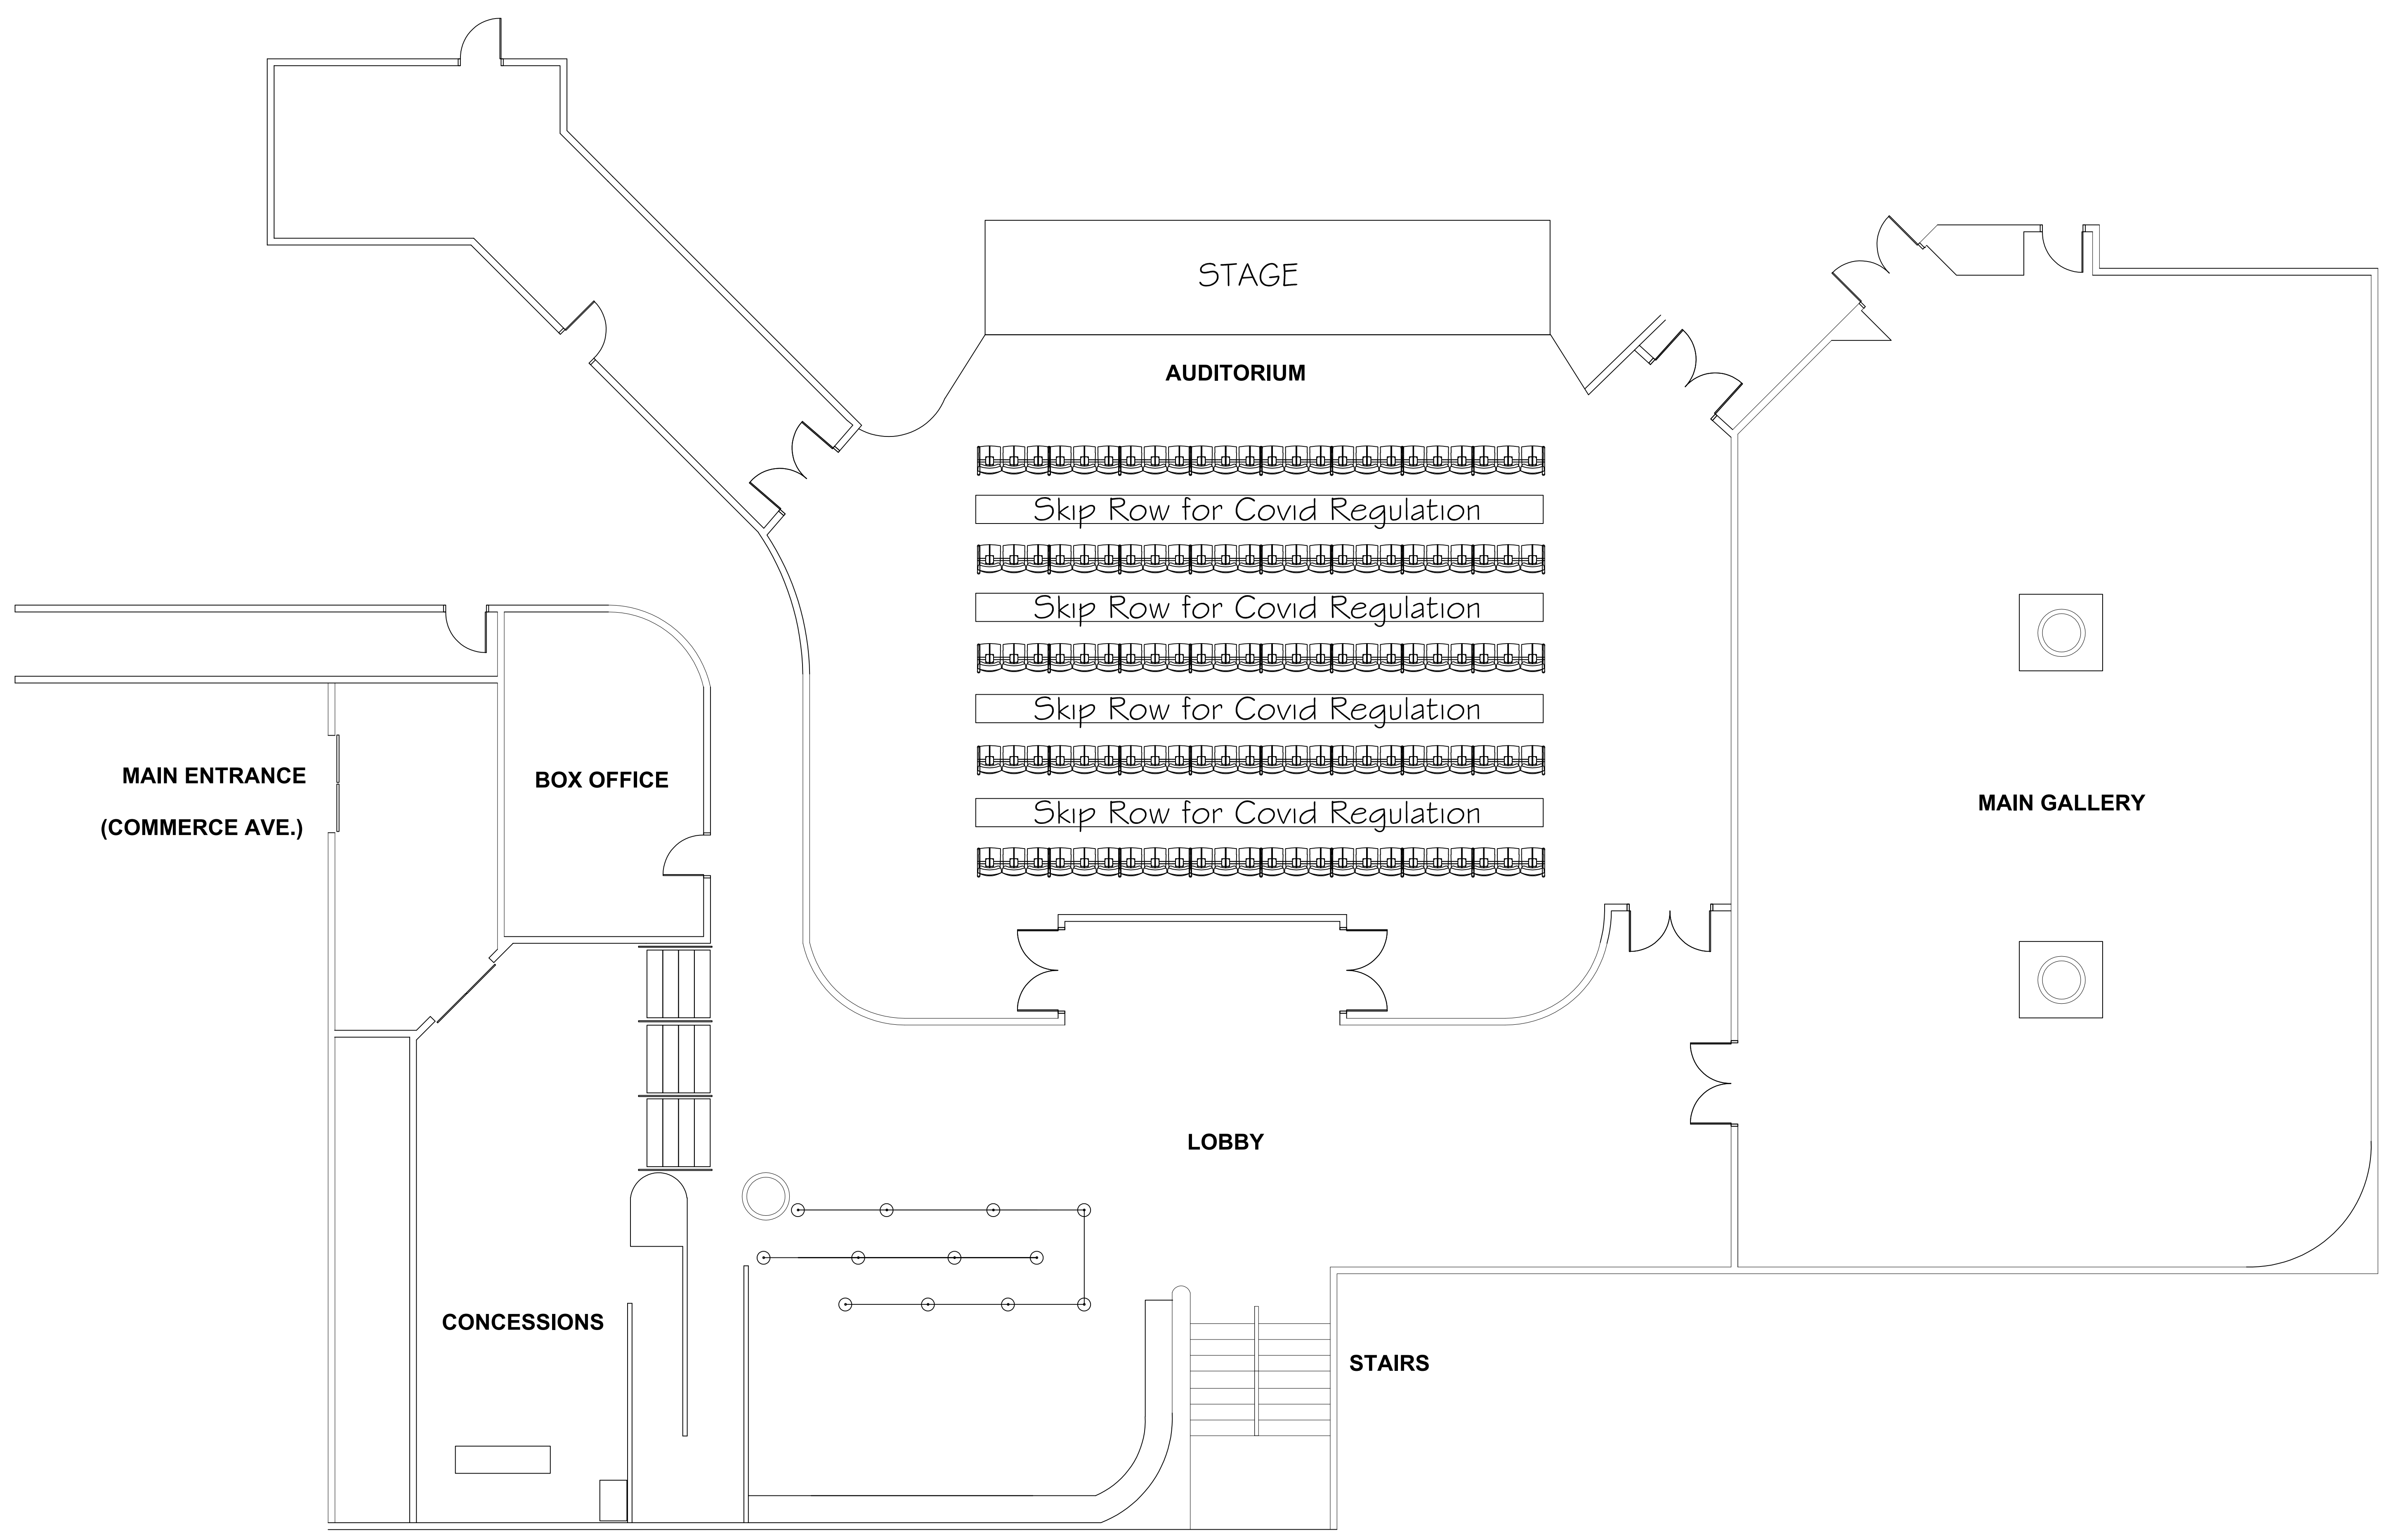 STAGE
AUDITORIUM
Skip Row for Covid Regulation
Skip Row for Covid Regulation
Skip Row for Covid Regulation
Skip Row for Covid Regulation
MAIN ENTRANCE
(COMMERCE AVE.)
BOX OFFICE
MAIN GALLERY
LOBBY
CONCESSIONS
STAIRS